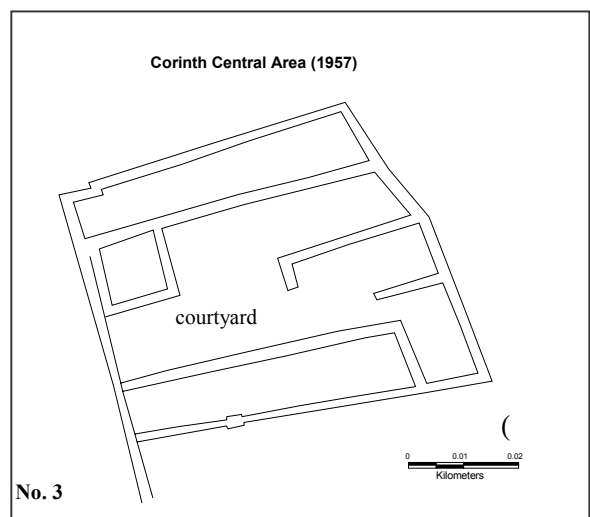 Corinth Central Area (1957)
courtyard
(
0 0.01 0.02
Kilometers
No. 3